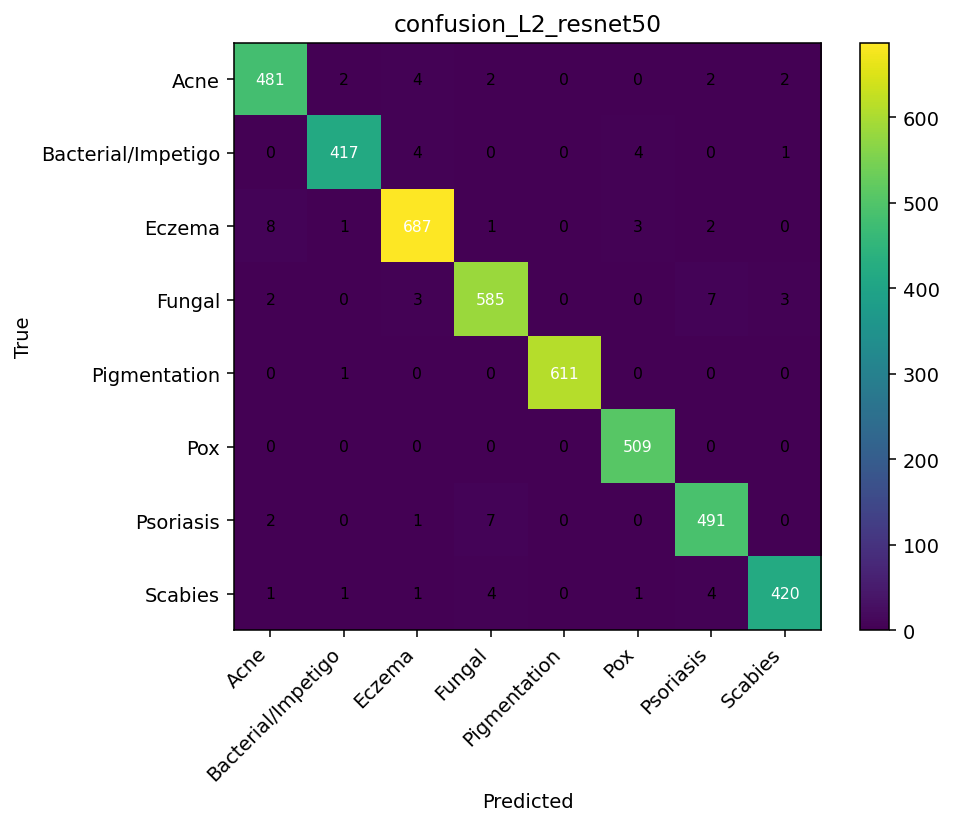 confusion_L2_resnet50
Acne 481 2 4 2 0 0 2 2
Bacterial/Impetigo 0 417 4 0 0 4 0 1
Eczema 8 1 687 1 0 3 2 0
Fungal 2 0 3 585 0 0 7 3
Pigmentation 0 1 0 0 611 0 0 0
Pox 0 0 0 0 0 509 0 0
Psoriasis 2 0 1 7 0 0 491 0
Scabies 1 1 1 4 0 1 4 420
True
Acne Bacterial/Impetigo Eczema Fungal Pigmentation Pox Psoriasis Scabies
Predicted
600
500
400
300
200
100
0